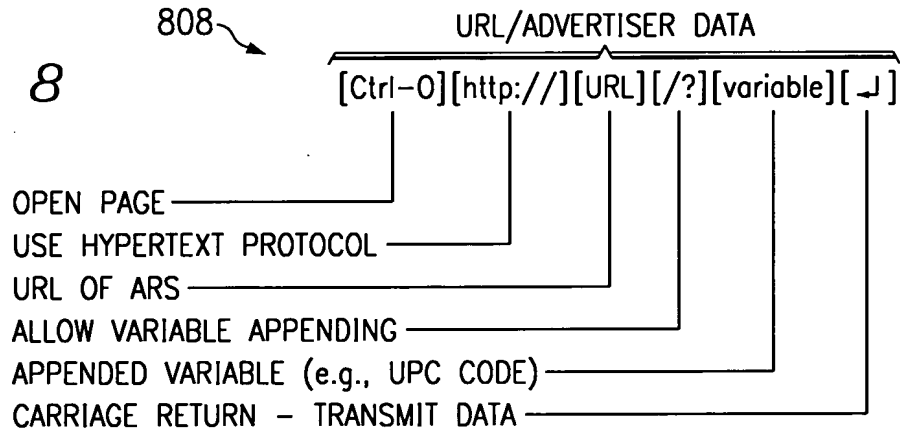 808
URL/ADVERTISER DATA
8
[Ctrl-O][http://][URL][/?][variable][↵]
OPEN PAGE
USE HYPERTEXT PROTOCOL
URL OF ARS
ALLOW VARIABLE APPENDING
APPENDED VARIABLE (e.g., UPC CODE)
CARRIAGE RETURN - TRANSMIT DATA